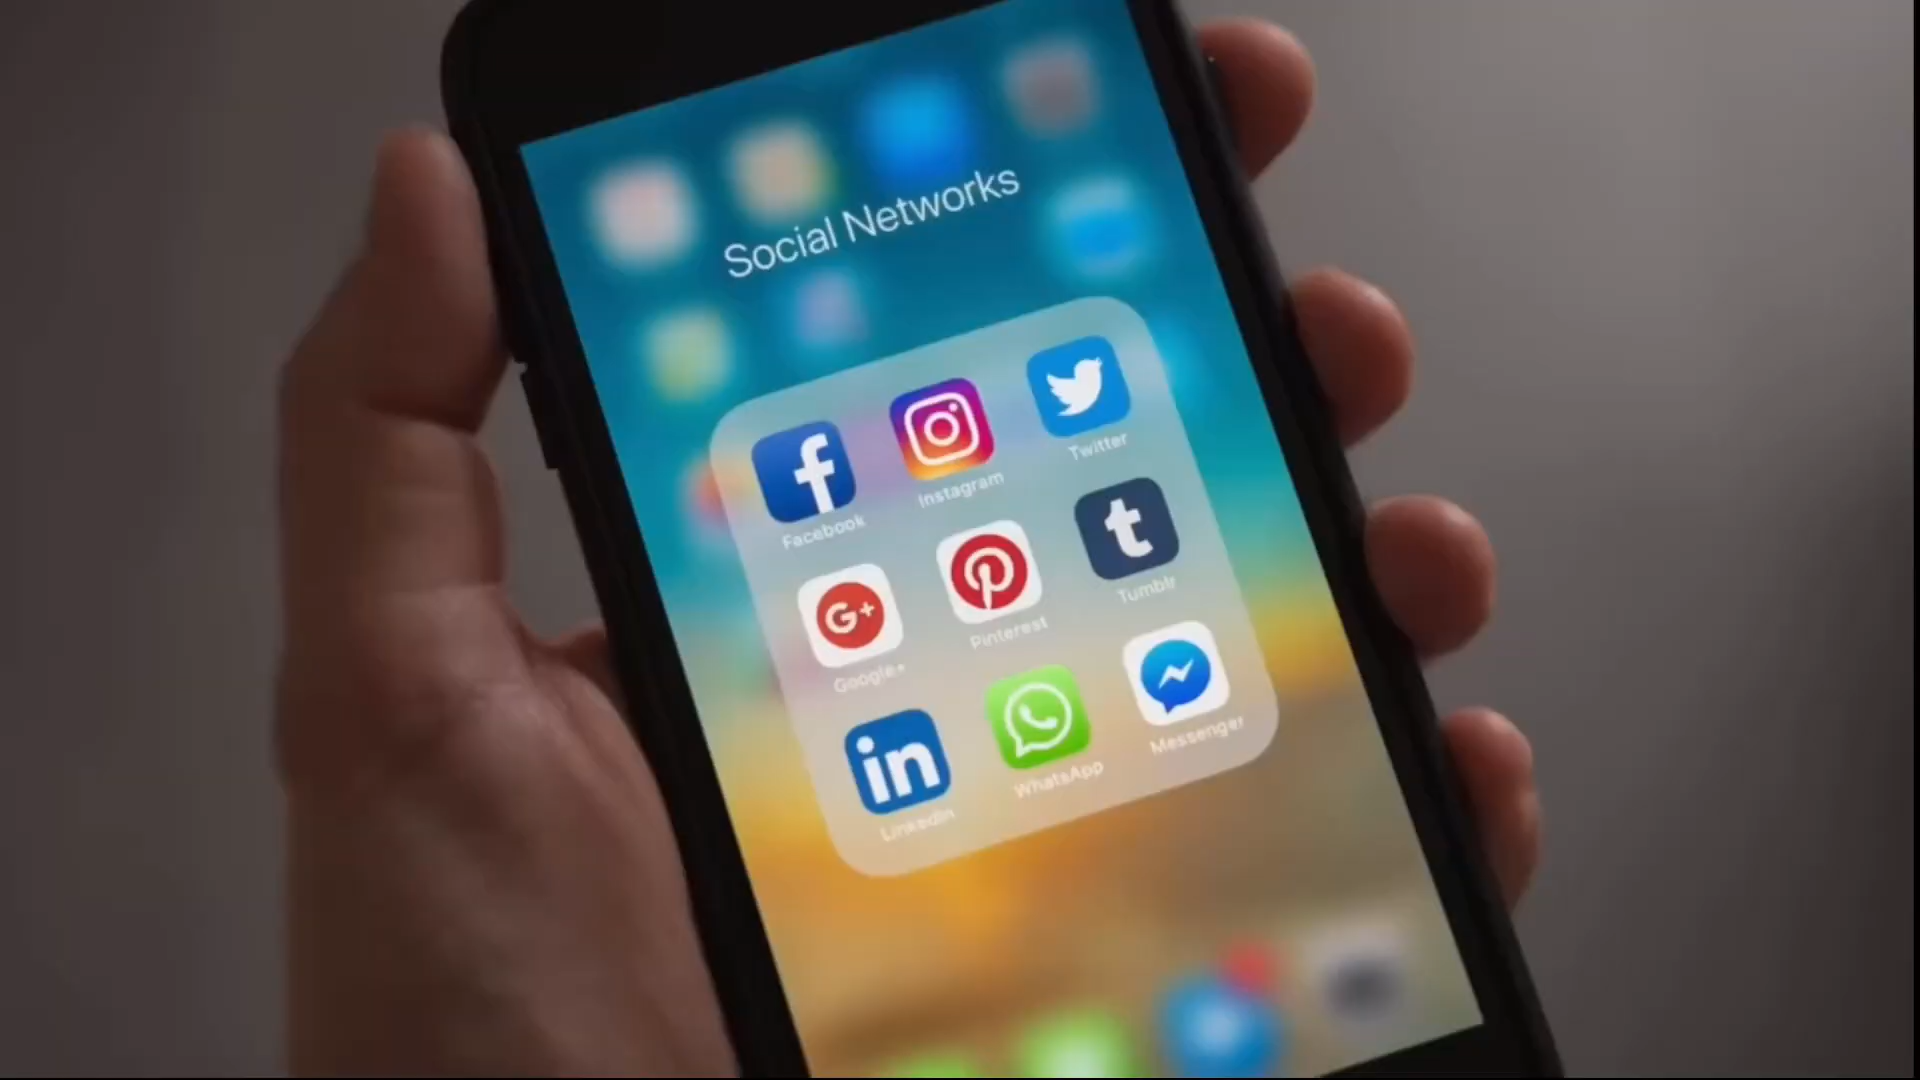 Social Networks
Facebook
Instagram
Twitter
Google+
Pinterest
Tumblr
LinkedIn
WhatsApp
Messenger